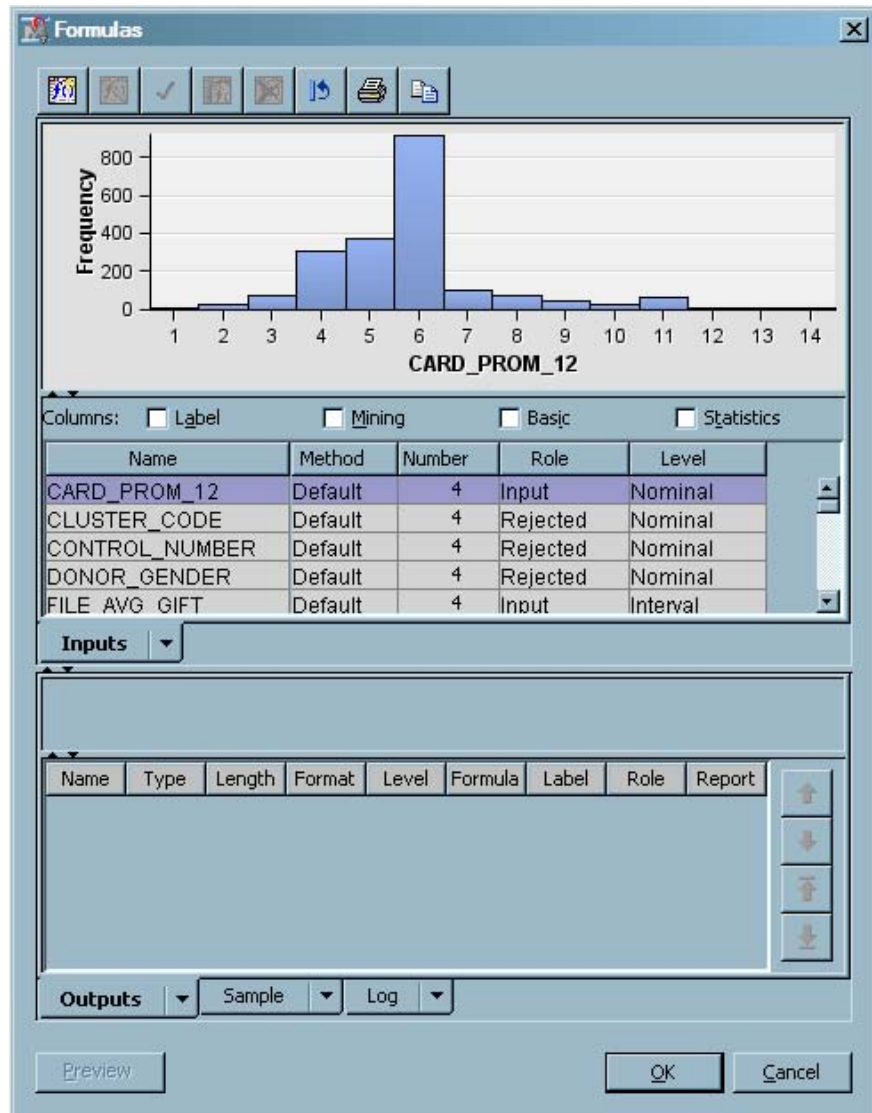 Formulas
800
600
400
200
0
Frequency
1 2 3 4 5 6 7 8 9 10 11 12 13 14
CARD_PROM_12
Columns: Label Mining Basic Statistics
Name Method Number Role Level
CARD_PROM_12 Default 4 Input Nominal
CLUSTER_CODE Default 4 Rejected Nominal
CONTROL_NUMBER Default 4 Rejected Nominal
DONOR_GENDER Default 4 Rejected Nominal
FILE_AVG_GIFT Default 4 Input Interval
Inputs
Name Type Length Format Level Formula Label Role Report
Outputs Sample Log
Preview OK Cancel